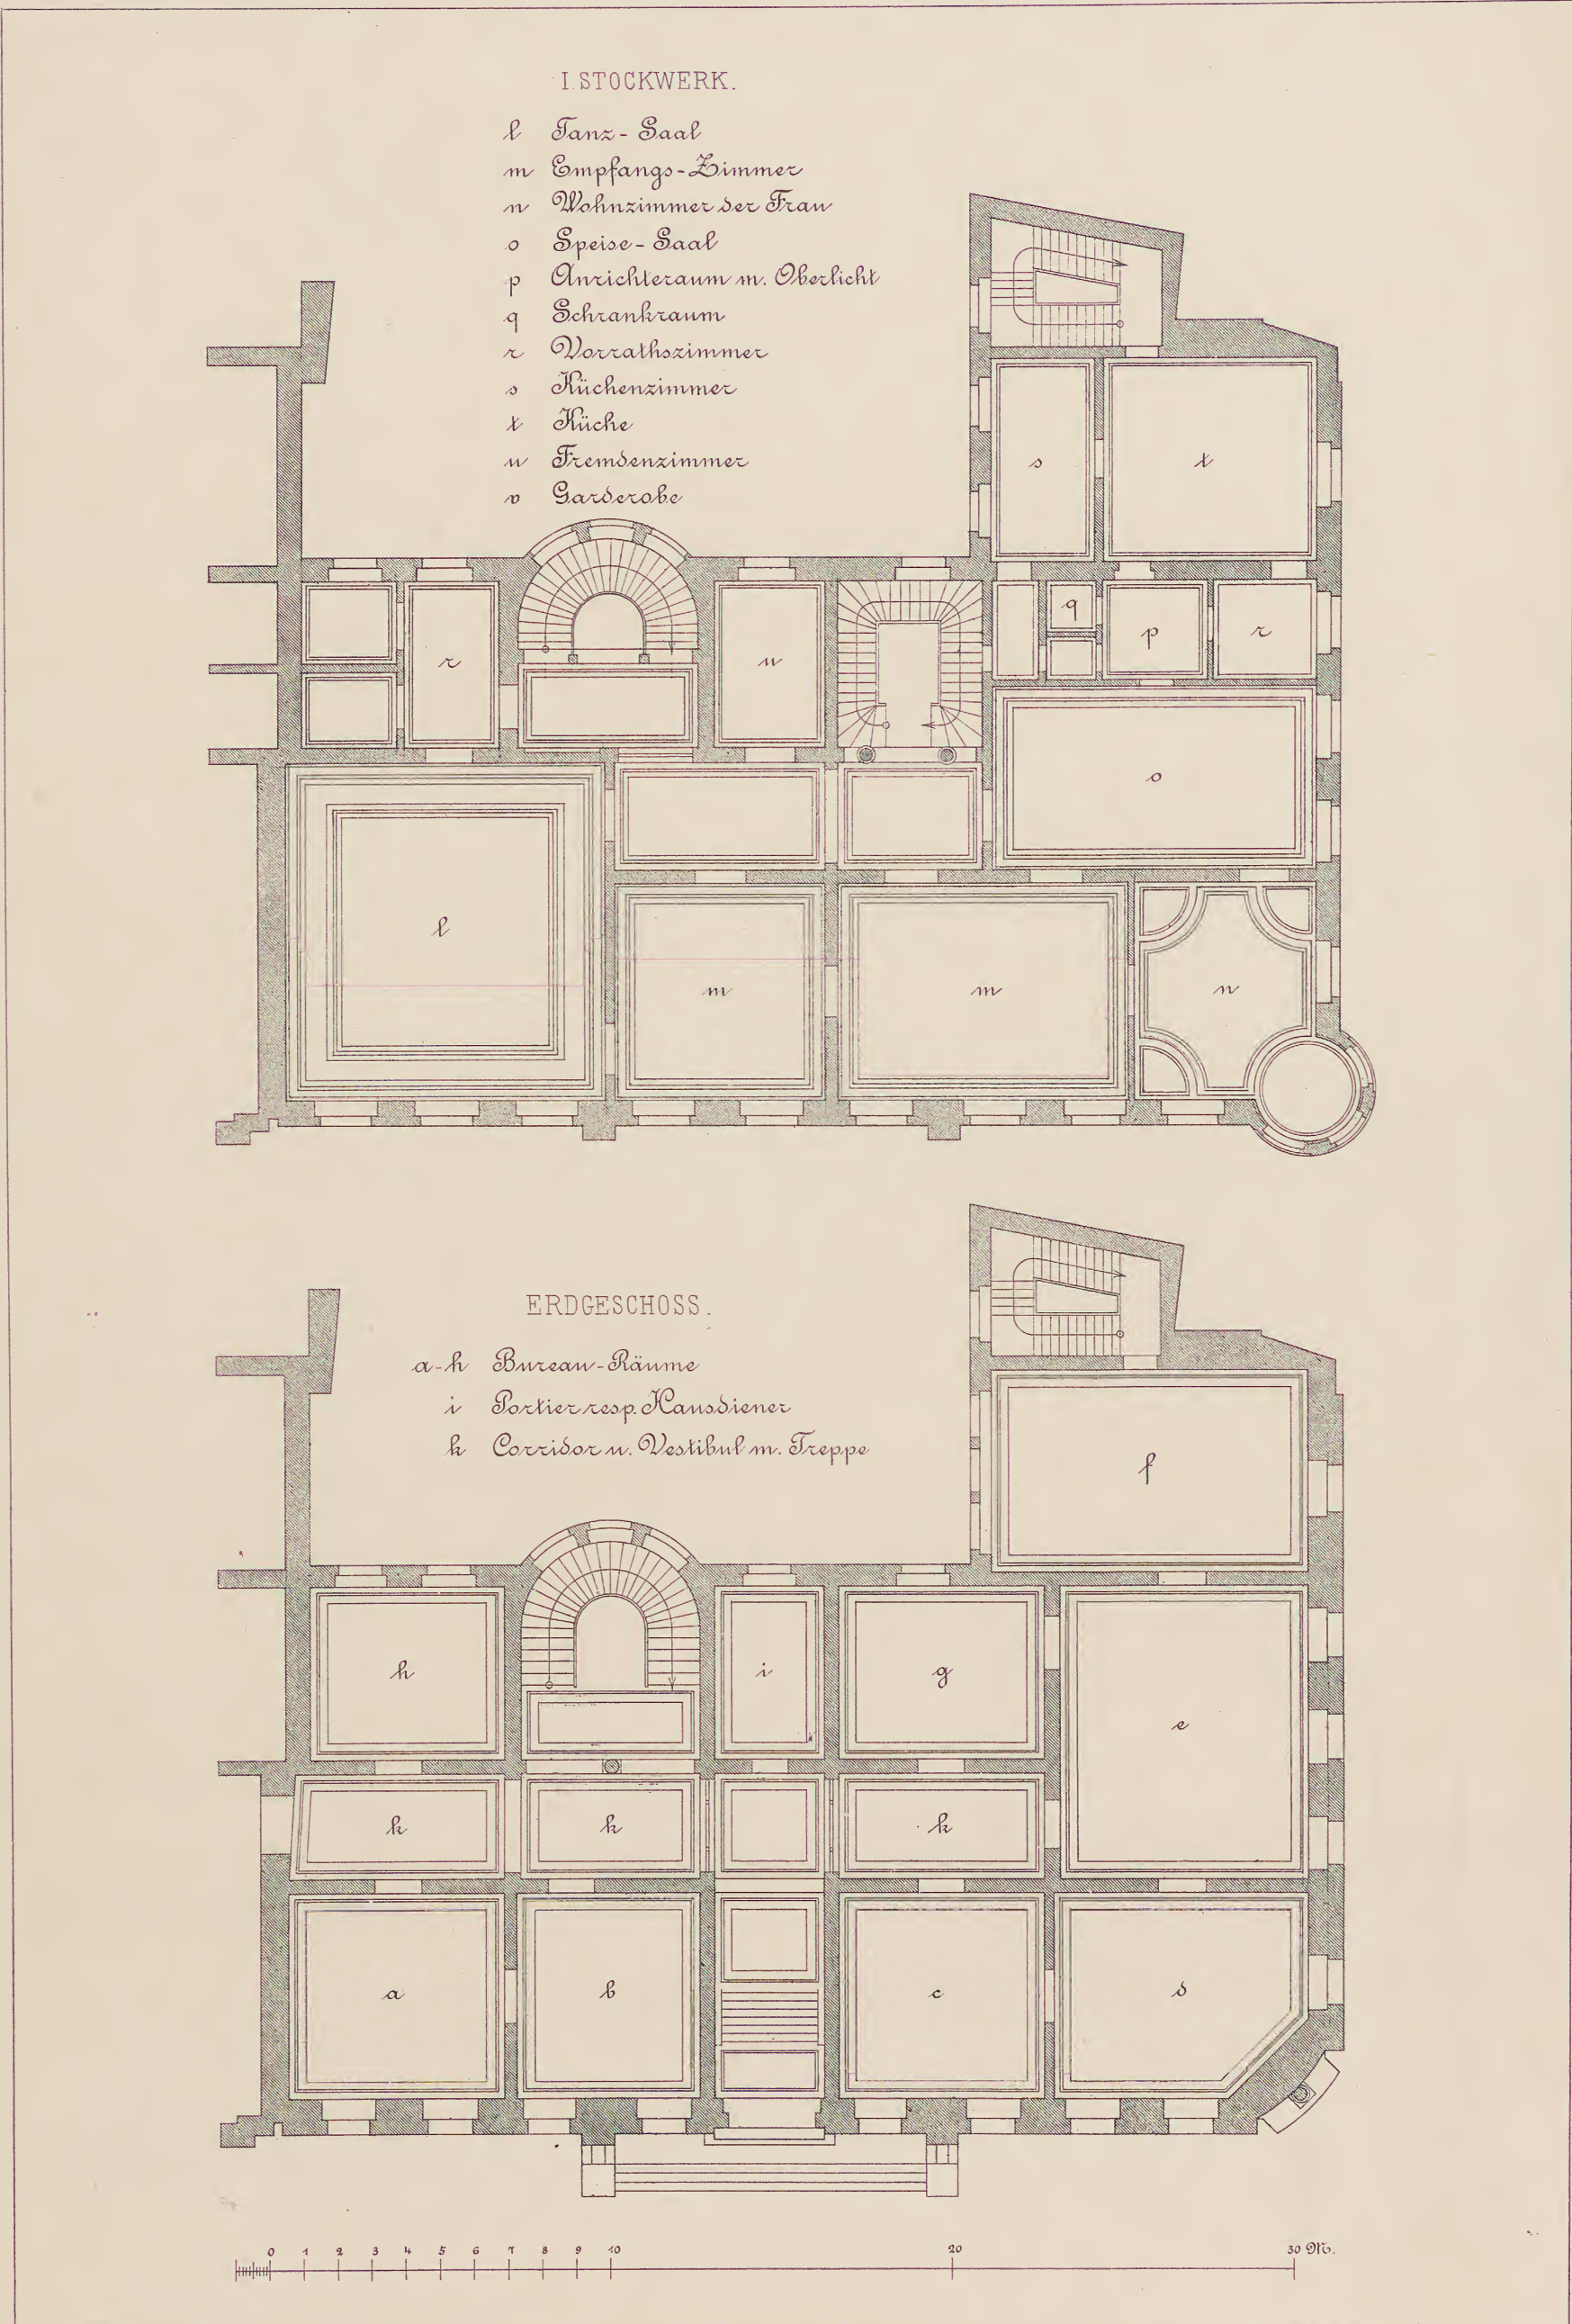 I. STOCKWERK.
l Tanz-Saal
m Empfangs-Zimmer
n Wohnzimmer der Frau
o Speise-Saal
p Anrichteraum m. Oberlicht
q Schrankraum
r Vorrathszimmer
s Küchenzimmer
t Küche
u Fremdenzimmer
v Garderobe
s t
r u q p r
o
l m m n
ERDGESCHOSS.
a-h Bureau-Räume
i Portier resp. Hausdiener
k Corridor u. Vestibul m. Treppe
f
h i g e
k k k
a b c d
0 1 2 3 4 5 6 7 8 9 10 20 30 M.